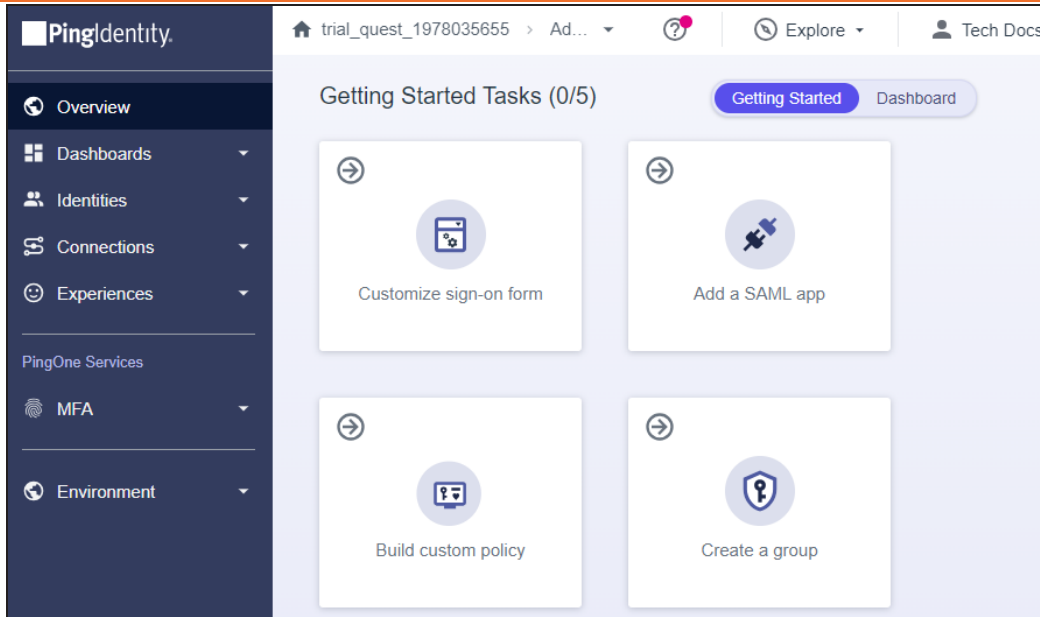 PingIdentity.
trial_quest_1978035655 > Ad...
Explore
Tech Docs
Overview
Dashboards
Identities
Connections
Experiences
PingOne Services
MFA
Environment
Getting Started Tasks (0/5)
Getting Started
Dashboard
Customize sign-on form
Add a SAML app
Build custom policy
Create a group